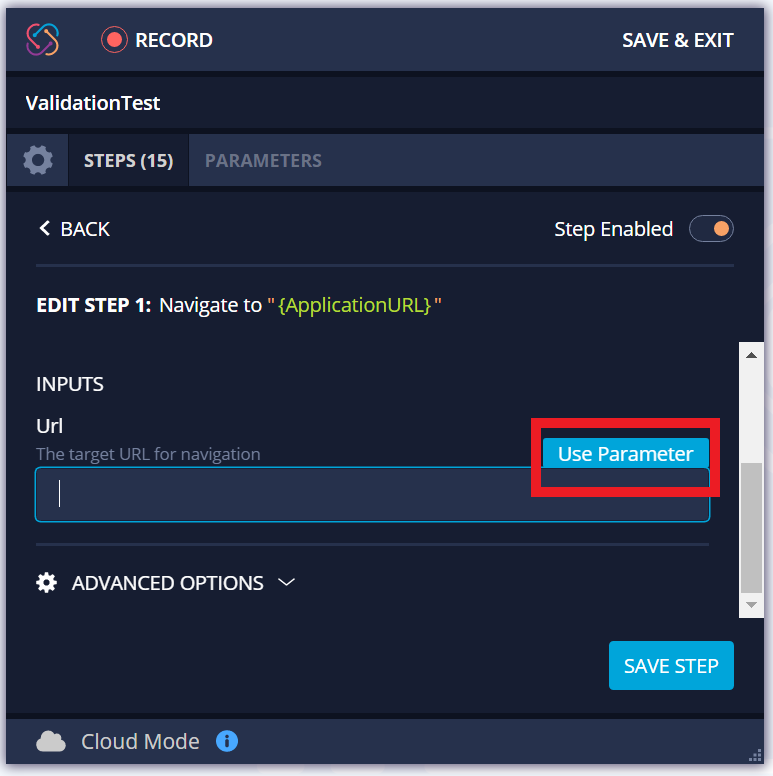 RECORD SAVE & EXIT
ValidationTest
STEPS (15) PARAMETERS
BACK Step Enabled
EDIT STEP 1: Navigate to "{ApplicationURL}"
INPUTS
Url
The target URL for navigation Use Parameter
ADVANCED OPTIONS
SAVE STEP
Cloud Mode i